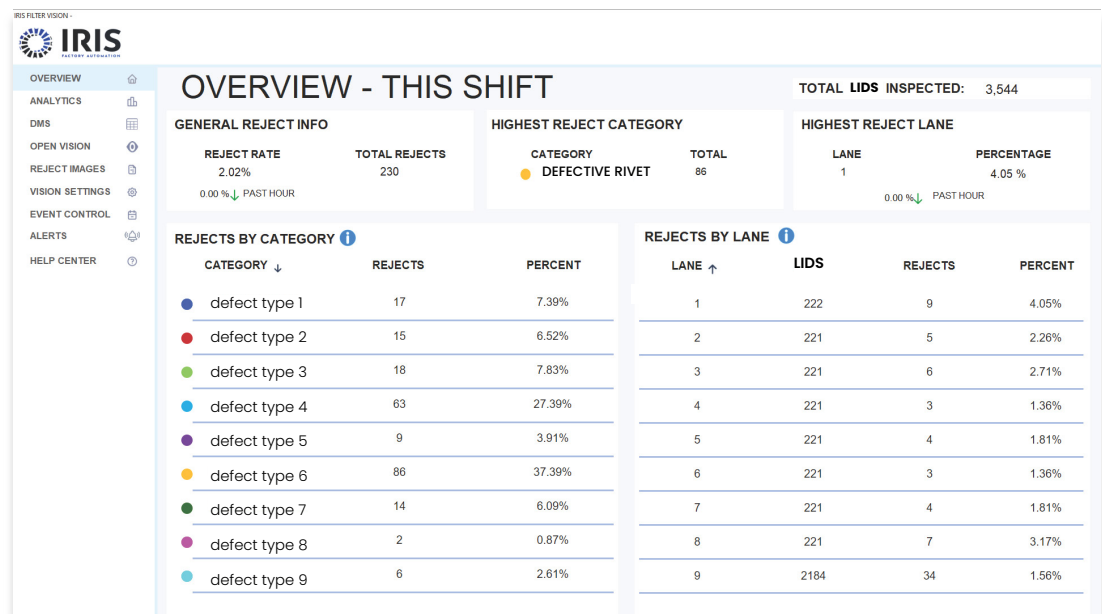 IRIS FILTER VISION -
IRIS
FACTORY AUTOMATION
OVERVIEW
ANALYTICS
DMS
OPEN VISION
REJECT IMAGES
VISION SETTINGS
EVENT CONTROL
ALERTS
HELP CENTER
OVERVIEW - THIS SHIFT
TOTAL LIDS INSPECTED: 3,544
GENERAL REJECT INFO
REJECT RATE TOTAL REJECTS
2.02% 230
0.00 % PAST HOUR
HIGHEST REJECT CATEGORY
CATEGORY TOTAL
DEFECTIVE RIVET 86
HIGHEST REJECT LANE
LANE PERCENTAGE
1 4.05 %
0.00 % PAST HOUR
REJECTS BY CATEGORY i
CATEGORY ↓ REJECTS PERCENT
defect type 1 17 7.39%
defect type 2 15 6.52%
defect type 3 18 7.83%
defect type 4 63 27.39%
defect type 5 9 3.91%
defect type 6 86 37.39%
defect type 7 14 6.09%
defect type 8 2 0.87%
defect type 9 6 2.61%
REJECTS BY LANE i
LANE ↑ LIDS REJECTS PERCENT
1 222 9 4.05%
2 221 5 2.26%
3 221 6 2.71%
4 221 3 1.36%
5 221 4 1.81%
6 221 3 1.36%
7 221 4 1.81%
8 221 7 3.17%
9 2184 34 1.56%